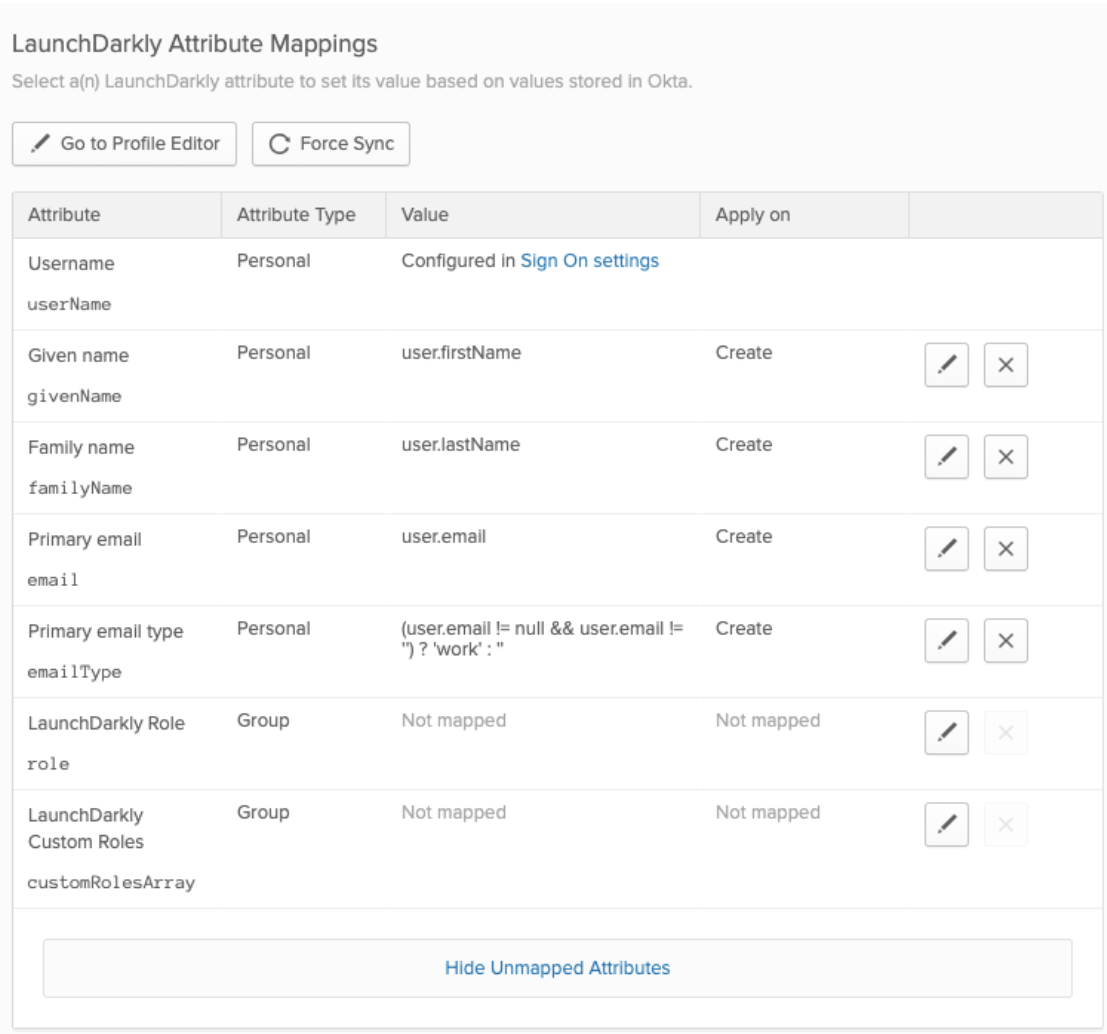 LaunchDarkly Attribute Mappings
Select a(n) LaunchDarkly attribute to set its value based on values stored in Okta.
Go to Profile Editor
Force Sync
Attribute Attribute Type Value Apply on
Username Personal Configured in Sign On settings
userName
Given name Personal user.firstName Create
givenName
Family name Personal user.lastName Create
familyName
Primary email Personal user.email Create
email
Primary email type Personal (user.email != null && user.email != Create
'') ? 'work' : ''
emailType
LaunchDarkly Role Group Not mapped Not mapped
role
LaunchDarkly Group Not mapped Not mapped
Custom Roles
customRolesArray
Hide Unmapped Attributes